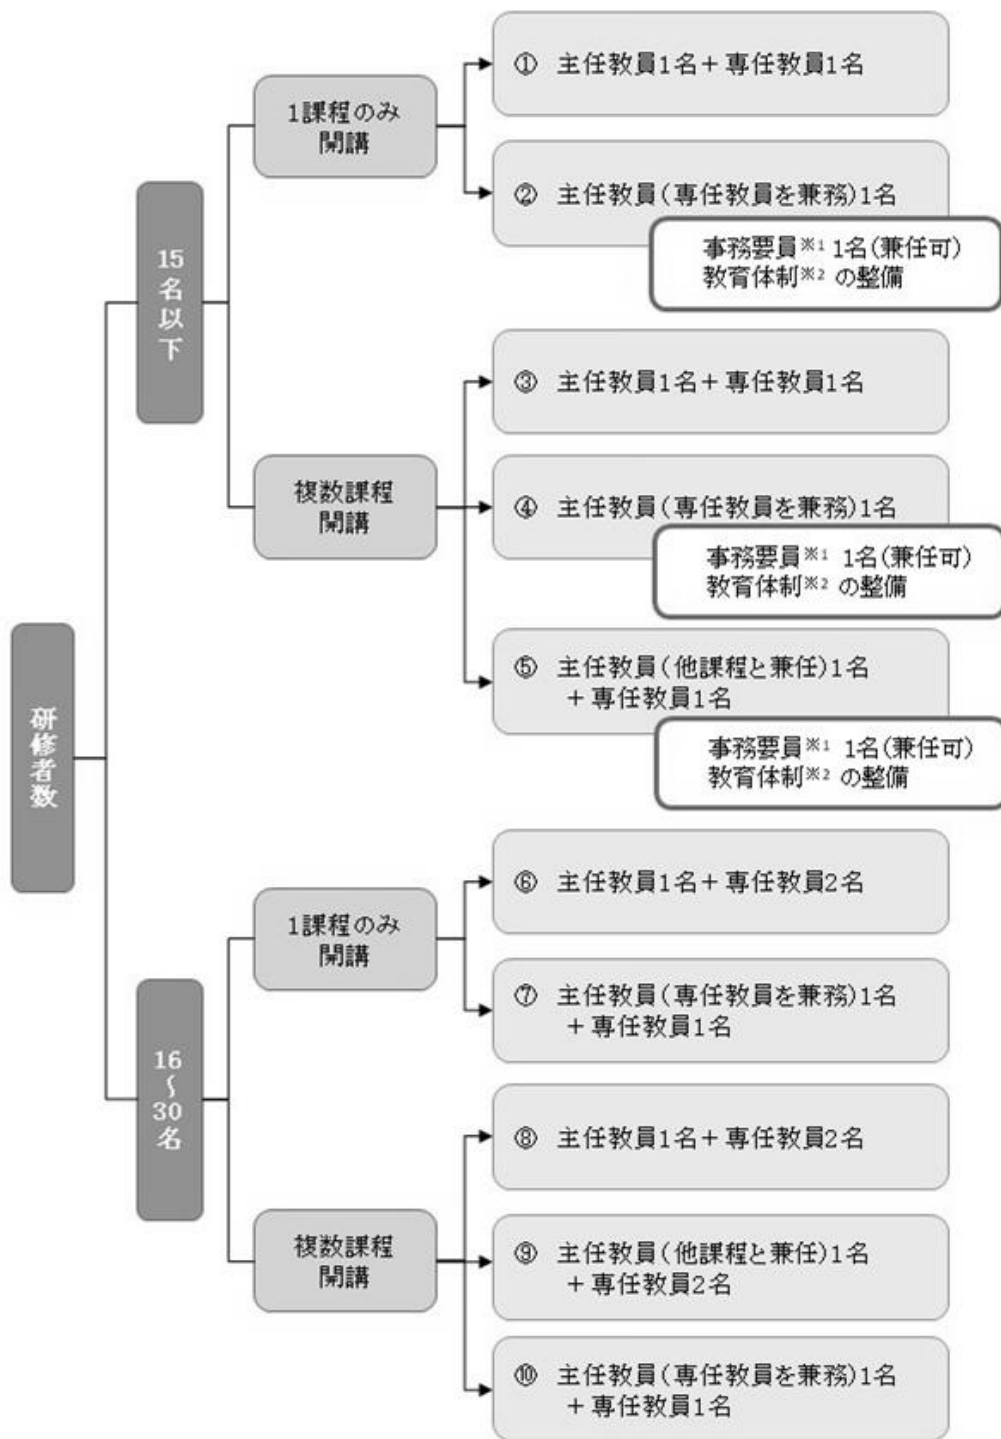 研修者数
15名以下
1課程のみ
開講
① 主任教員1名＋専任教員1名
② 主任教員(専任教員を兼務)1名
事務要員※1 1名(兼任可)
教育体制※2 の整備
複数課程
開講
③ 主任教員1名＋専任教員1名
④ 主任教員(専任教員を兼務)1名
事務要員※1 1名(兼任可)
教育体制※2 の整備
⑤ 主任教員(他課程と兼任)1名
＋専任教員1名
事務要員※1 1名(兼任可)
教育体制※2 の整備
16～30名
1課程のみ
開講
⑥ 主任教員1名＋専任教員2名
⑦ 主任教員(専任教員を兼務)1名
＋専任教員1名
複数課程
開講
⑧ 主任教員1名＋専任教員2名
⑨ 主任教員(他課程と兼任)1名
＋専任教員2名
⑩ 主任教員(専任教員を兼務)1名
＋専任教員1名